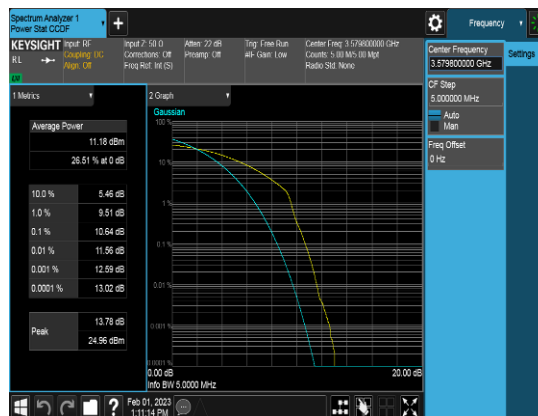 Spectrum Analyzer 1
Power Stat CCDF
Frequency
KEYSIGHT
RL
Input: RF
Coupling: DC
Align: Off
Input Z: 50 Ω
Corrections: Off
Freq Ref: Int (S)
Atten: 22 dB
Preamp: Off
Trig: Free Run
#IF Gain: Low
Center Freq: 3.579800000 GHz
Counts: 5.00 M/5.00 Mpt
Radio Std: None
Center Frequency
3.579800000 GHz
Settings
CF Step
5.000000 MHz
Auto
Man
Freq Offset
0 Hz
1 Metrics
2 Graph
Gaussian
Average Power
11.18 dBm
26.51 % at 0 dB
10.0 % 5.46 dB
1.0 % 9.51 dB
0.1 % 10.64 dB
0.01 % 11.56 dB
0.001 % 12.59 dB
0.0001 % 13.02 dB
Peak
13.78 dB
24.96 dBm
100 %
10 %
1 %
0.1 %
0.01 %
0.001 %
0.0001 %
0.00 dB
20.00 dB
Info BW 5.0000 MHz
Feb 01, 2023
1:11:14 PM